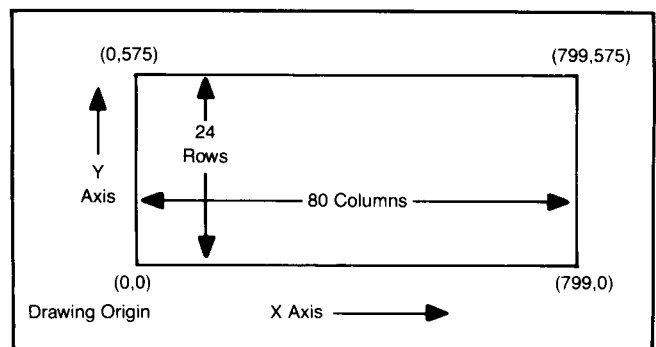 (0,575) (799,575)
24
Rows
Y
Axis
80 Columns
(0,0) (799,0)
Drawing Origin X Axis